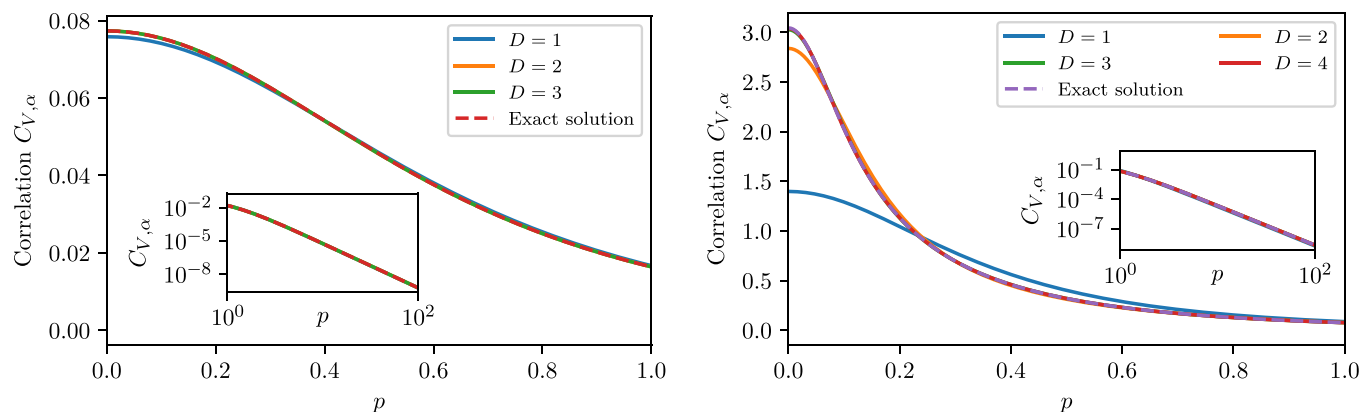 Correlation $C_{V,\alpha}$
0.08
0.06
0.04
0.02
0.00
D = 1
D = 2
D = 3
Exact solution
$C_{V,\alpha}$
$10^{-2}$
$10^{-5}$
$10^{-8}$
$10^{0}$
p
$10^{2}$
0.0 0.2 0.4 0.6 0.8 1.0
p
Correlation $C_{V,\alpha}$
3.0
2.5
2.0
1.5
1.0
0.5
0.0
D = 1 D = 2
D = 3 D = 4
Exact solution
$C_{V,\alpha}$
$10^{-1}$
$10^{-4}$
$10^{-7}$
$10^{0}$
p
$10^{2}$
0.0 0.2 0.4 0.6 0.8 1.0
p